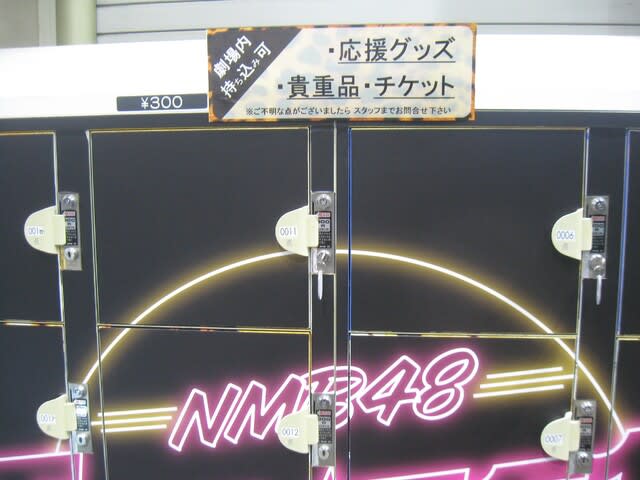 劇場内
持ち込み可
・応援グッズ
・貴重品・チケット
※ご不明な点がございましたら スタッフまでお問合せ下さい
¥300
0011
0006
NMB48
0012
0007